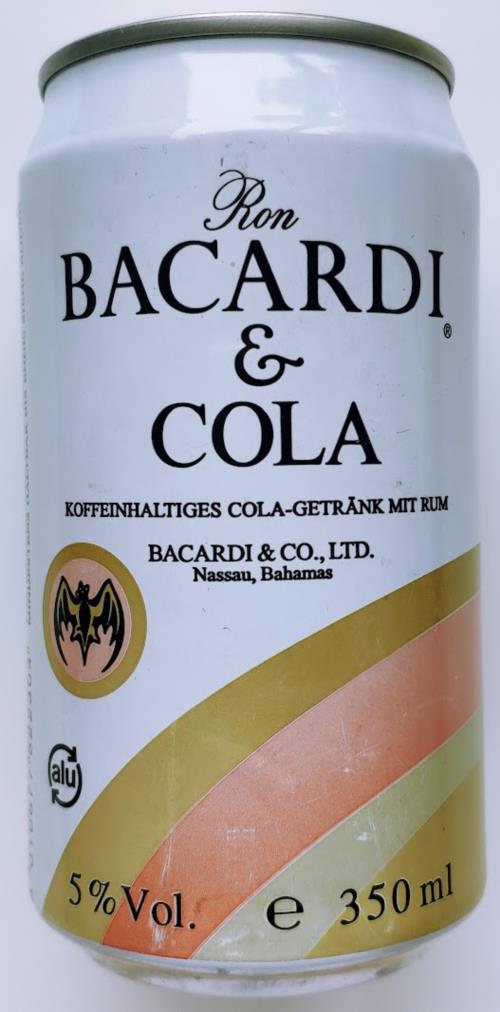 Ron
BACARDI®
&
COLA
KOFFEINHALTIGES COLA-GETRÄNK MIT RUM
BACARDI & CO., LTD.
Nassau, Bahamas
alu
5% Vol. ℮ 350 ml